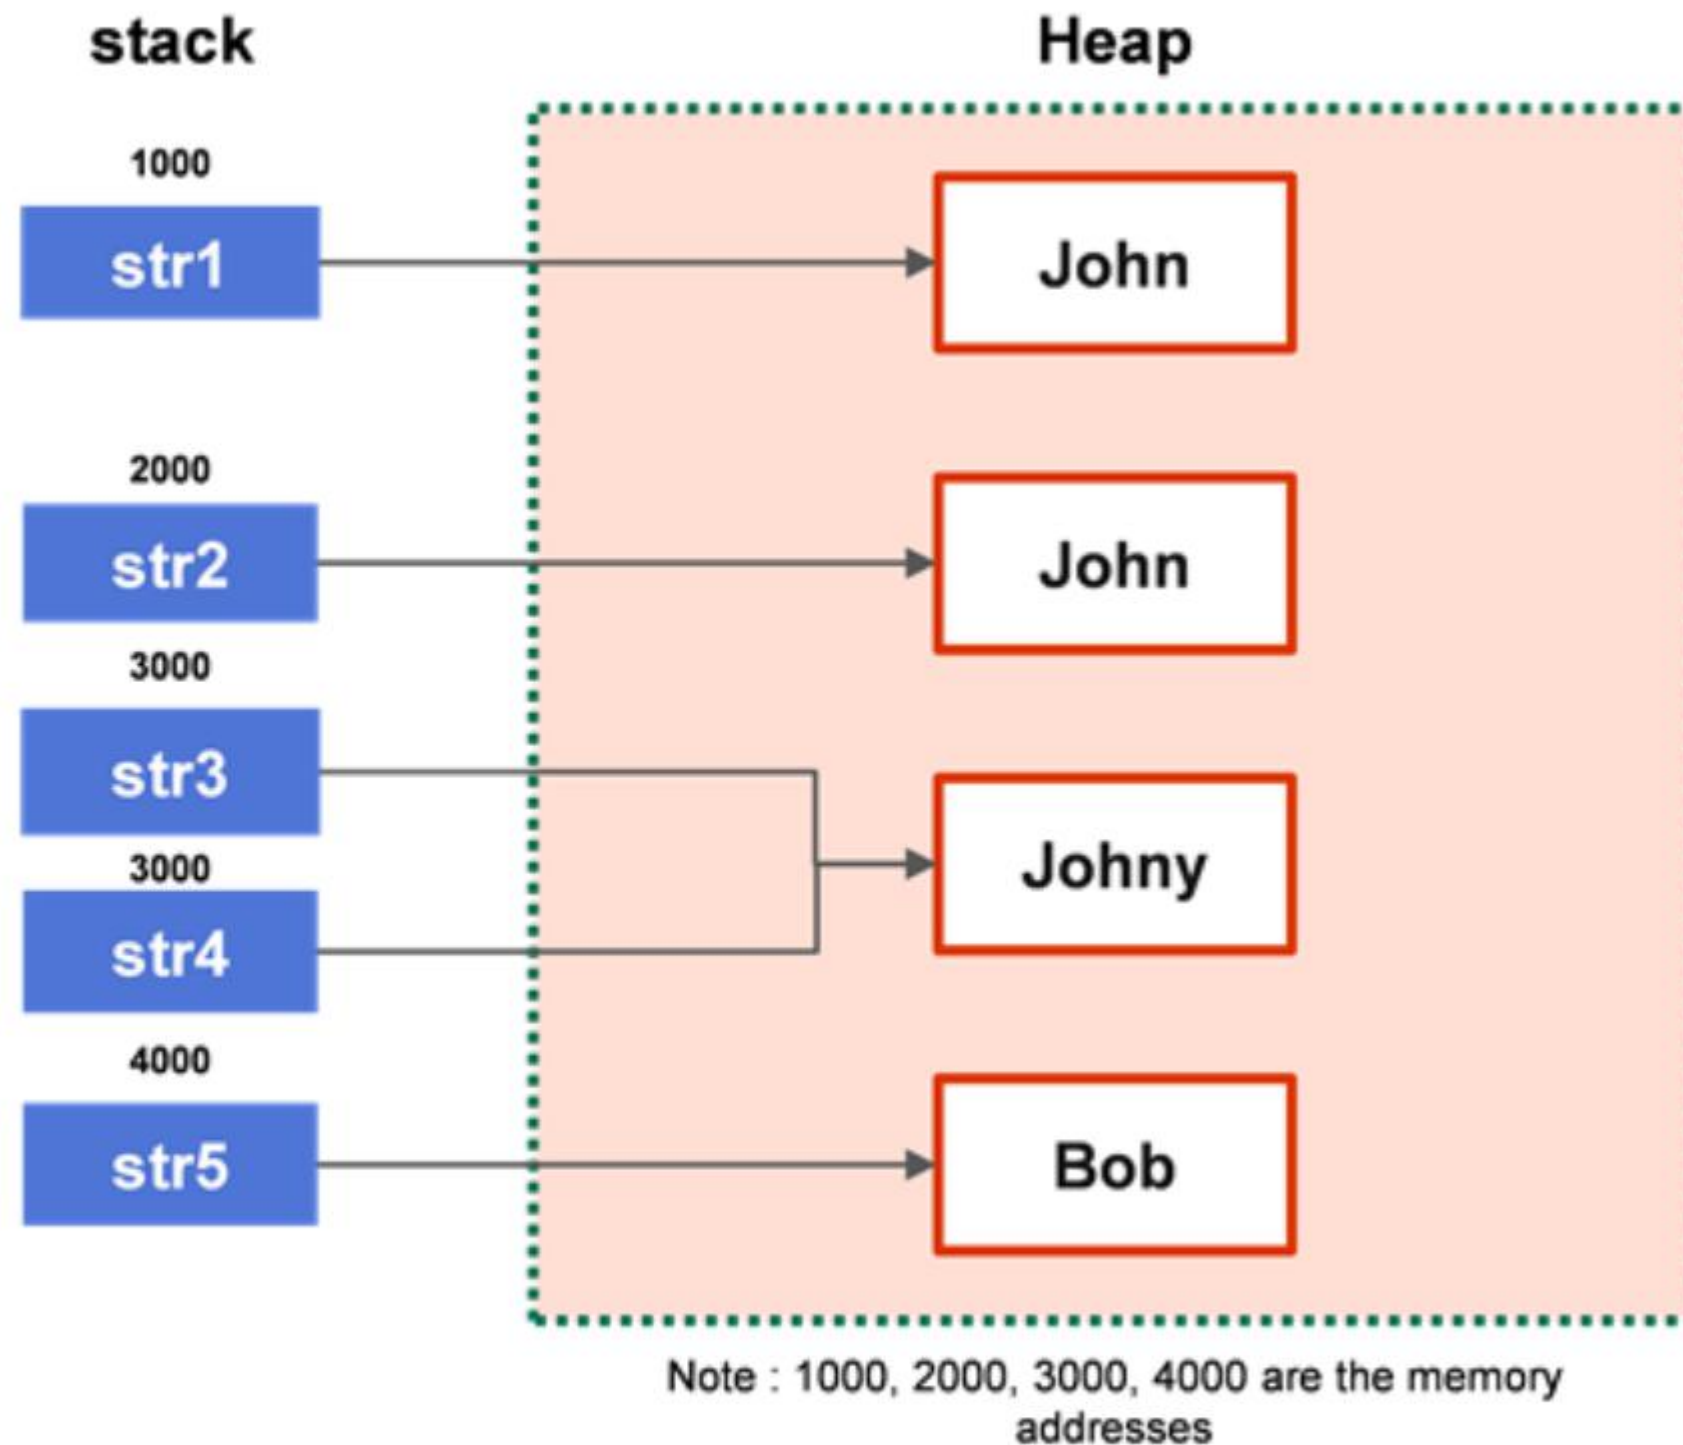 stack
Heap
1000
str1
John
2000
str2
John
3000
str3
3000
Johny
str4
4000
str5
Bob
Note : 1000, 2000, 3000, 4000 are the memory
addresses